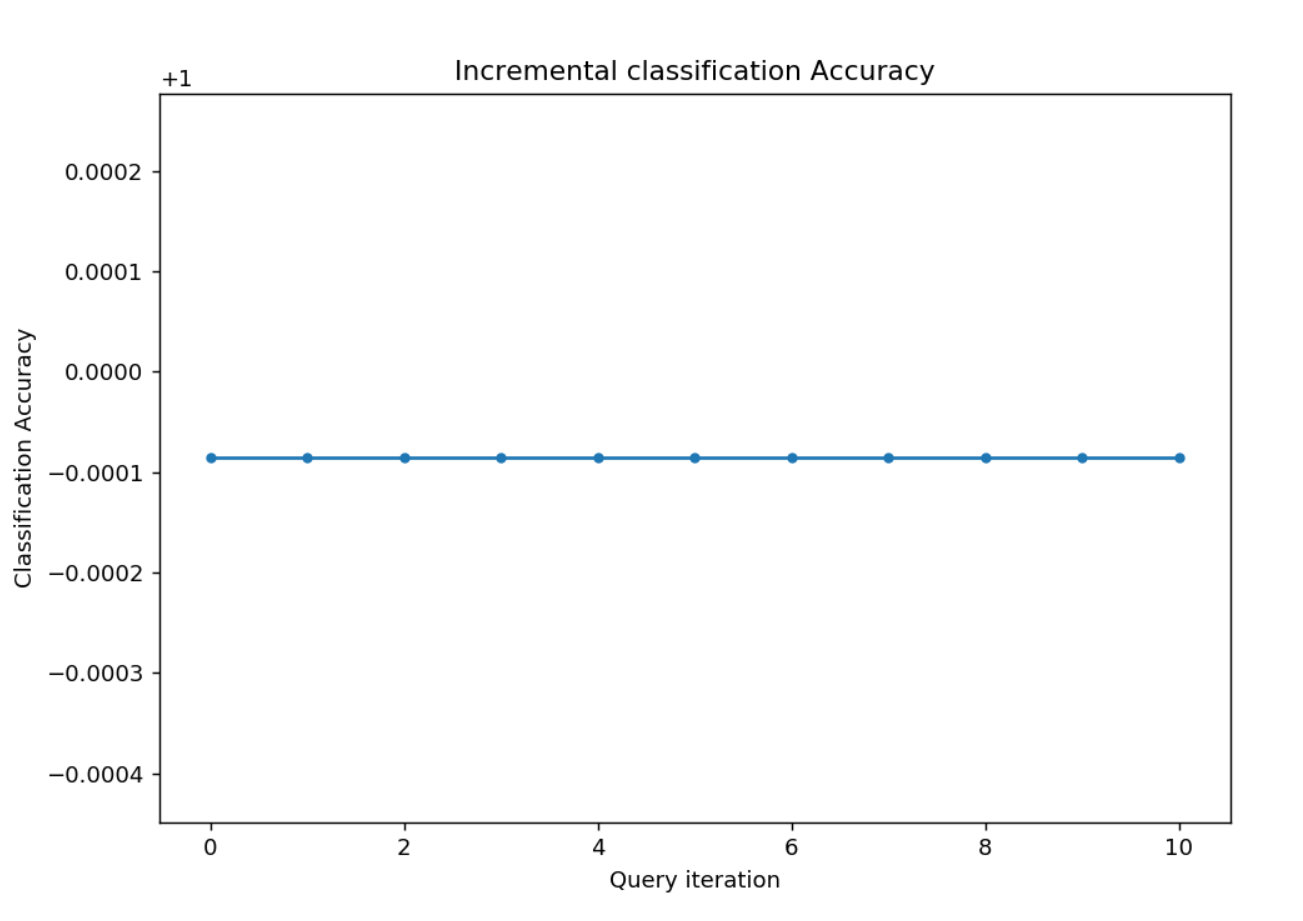 Incremental classification Accuracy
+1
0.0002
0.0001
0.0000
−0.0001
−0.0002
−0.0003
−0.0004
Classification Accuracy
0 2 4 6 8 10
Query iteration